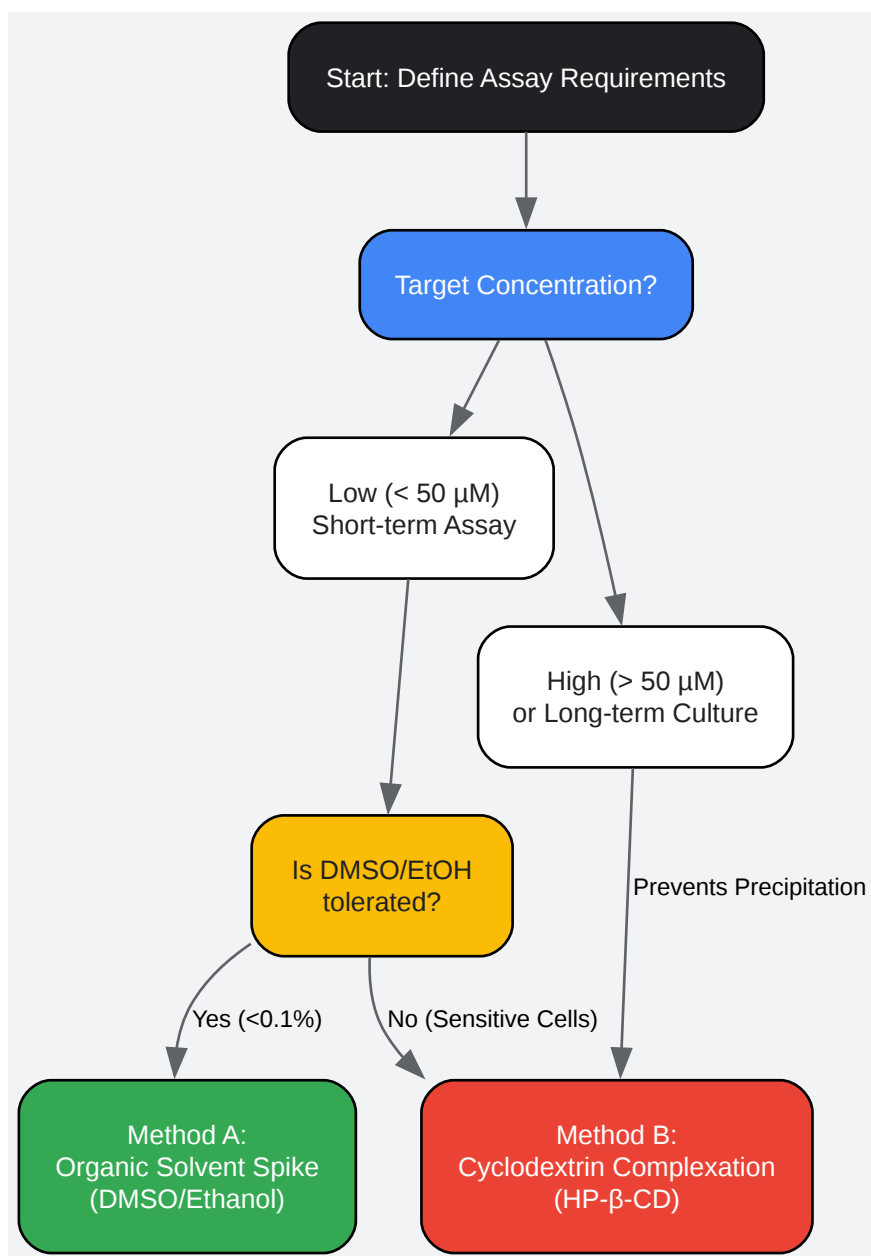 Start: Define Assay Requirements
Target Concentration?
Low (< 50 µM)
Short-term Assay
High (> 50 µM)
or Long-term Culture
Is DMSO/EtOH
tolerated?
Prevents Precipitation
Yes (<0.1%)
No (Sensitive Cells)
Method A:
Organic Solvent Spike
(DMSO/Ethanol)
Method B:
Cyclodextrin Complexation
(HP-β-CD)